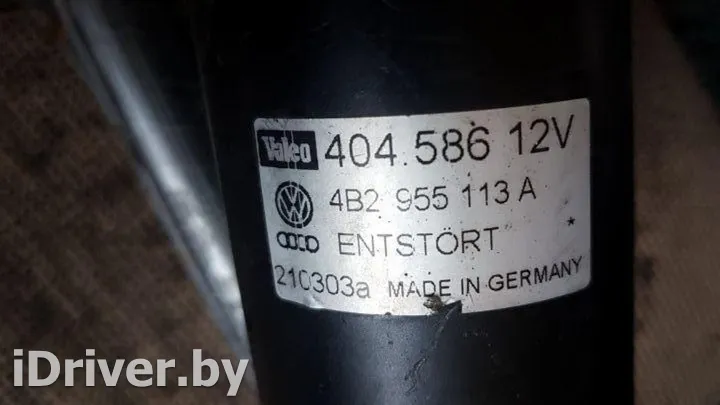 Valeo 404.586 12V
4B2 955 113 A
ENTSTÖRT *
210303a MADE IN GERMANY
iDriver.by